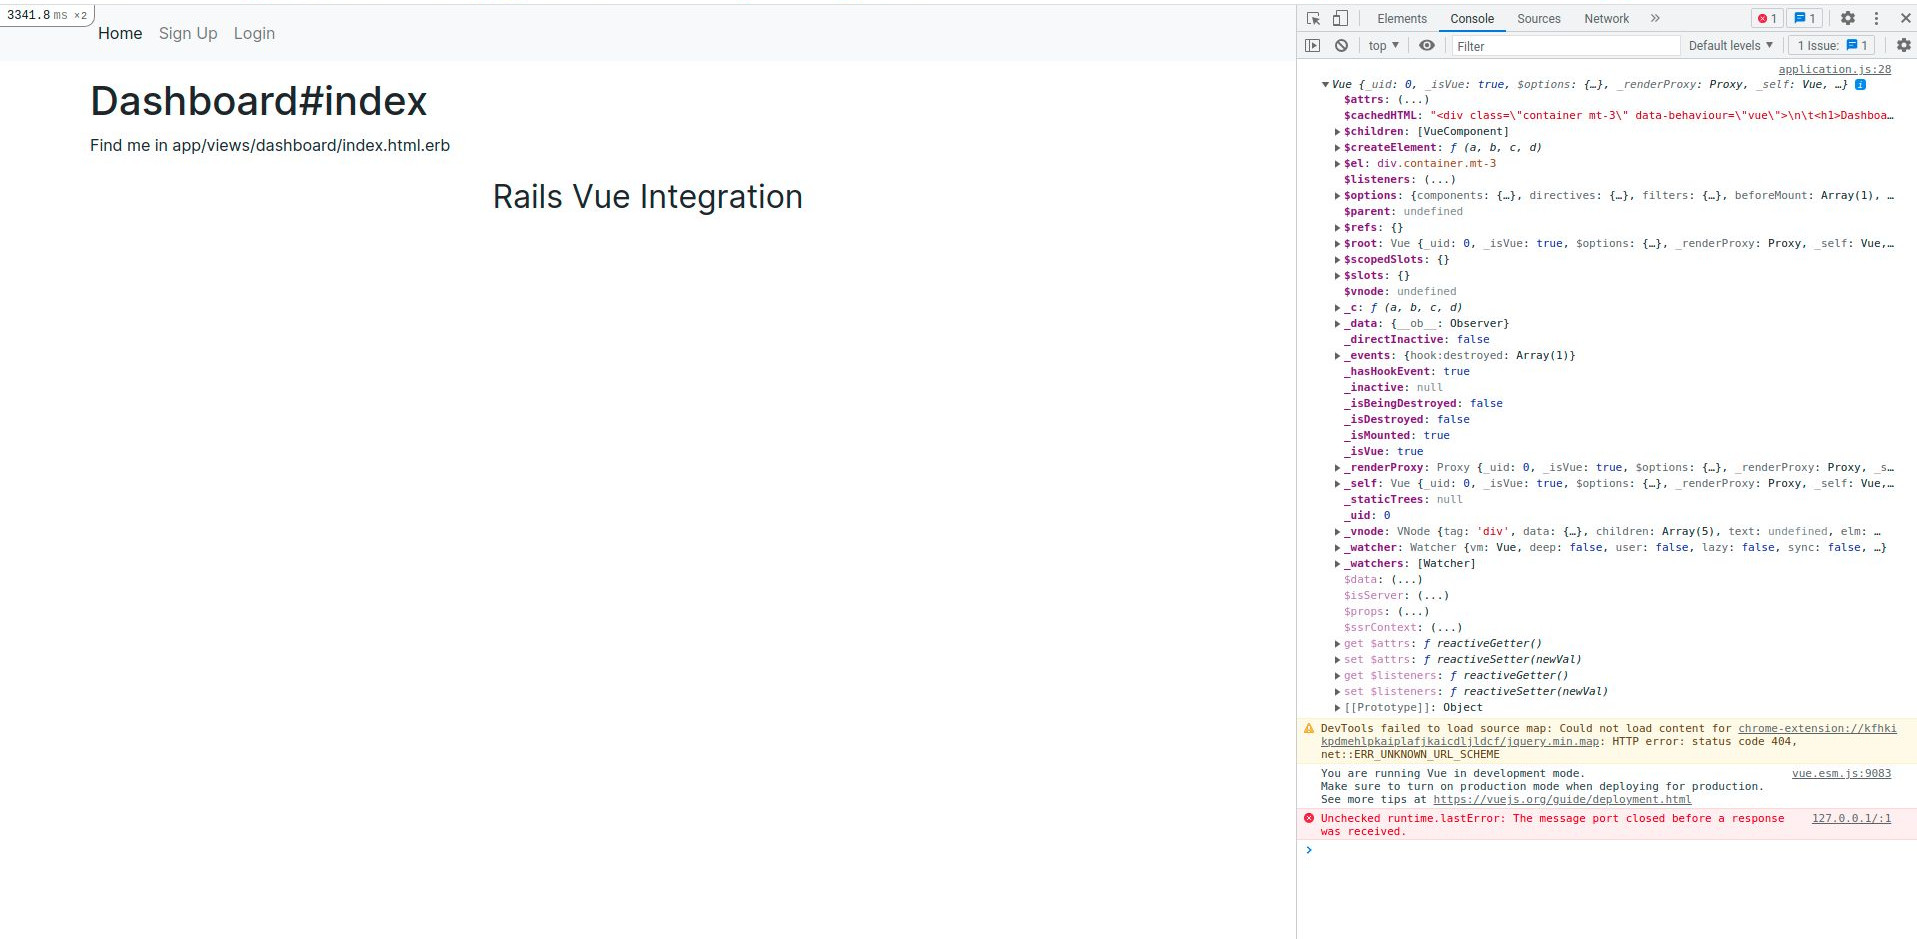 3341.8 ms ×2
Home Sign Up Login
Dashboard#index
Find me in app/views/dashboard/index.html.erb
Rails Vue Integration
Elements Console Sources Network » 1 1
top ▼ Filter Default levels ▼ 1 Issue: 1
application.js:28
▼Vue {_uid: 0, _isVue: true, $options: {…}, _renderProxy: Proxy, _self: Vue, …} i
$attrs: (...)
$cachedHTML: "<div class=\"container mt-3\" data-behaviour=\"vue\">\n\t<h1>Dashboa…
▶$children: [VueComponent]
▶$createElement: ƒ (a, b, c, d)
▶$el: div.container.mt-3
$listeners: (...)
▶$options: {components: {…}, directives: {…}, filters: {…}, beforeMount: Array(1), …
$parent: undefined
▶$refs: {}
▶$root: Vue {_uid: 0, _isVue: true, $options: {…}, _renderProxy: Proxy, _self: Vue,…
▶$scopedSlots: {}
▶$slots: {}
$vnode: undefined
▶_c: ƒ (a, b, c, d)
▶_data: {__ob__: Observer}
_directInactive: false
▶_events: {hook:destroyed: Array(1)}
_hasHookEvent: true
_inactive: null
_isBeingDestroyed: false
_isDestroyed: false
_isMounted: true
_isVue: true
▶_renderProxy: Proxy {_uid: 0, _isVue: true, $options: {…}, _renderProxy: Proxy, _s…
▶_self: Vue {_uid: 0, _isVue: true, $options: {…}, _renderProxy: Proxy, _self: Vue,…
_staticTrees: null
_uid: 0
▶_vnode: VNode {tag: 'div', data: {…}, children: Array(5), text: undefined, elm: …
▶_watcher: Watcher {vm: Vue, deep: false, user: false, lazy: false, sync: false, …}
▶_watchers: [Watcher]
$data: (...)
$isServer: (...)
$props: (...)
$ssrContext: (...)
▶get $attrs: ƒ reactiveGetter()
▶set $attrs: ƒ reactiveSetter(newVal)
▶get $listeners: ƒ reactiveGetter()
▶set $listeners: ƒ reactiveSetter(newVal)
▶[[Prototype]]: Object
DevTools failed to load source map: Could not load content for chrome-extension://kfhki
kpdmehlpkaiplafjkaicdljldcf/jquery.min.map: HTTP error: status code 404,
net::ERR_UNKNOWN_URL_SCHEME
You are running Vue in development mode. vue.esm.js:9083
Make sure to turn on production mode when deploying for production.
See more tips at https://vuejs.org/guide/deployment.html
Unchecked runtime.lastError: The message port closed before a response 127.0.0.1/:1
was received.